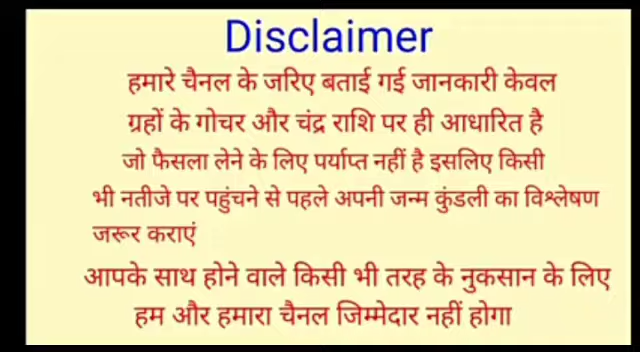 Disclaimer
हमारे चैनल के जरिए बताई गई जानकारी केवल
ग्रहों के गोचर और चंद्र राशि पर ही आधारित है
जो फैसला लेने के लिए पर्याप्त नहीं है इसलिए किसी
भी नतीजे पर पहुंचने से पहले अपनी जन्म कुंडली का विश्लेषण
जरूर कराएं
आपके साथ होने वाले किसी भी तरह के नुकसान के लिए
हम और हमारा चैनल जिम्मेदार नहीं होगा